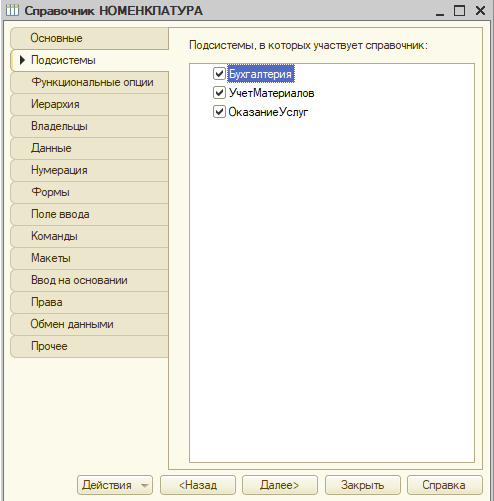 Справочник НОМЕНКЛАТУРА
Основные
Подсистемы
Функциональные опции
Иерархия
Владельцы
Данные
Нумерация
Формы
Поле ввода
Команды
Макеты
Ввод на основании
Права
Обмен данными
Прочее
Подсистемы, в которых участвует справочник:
Бухгалтерия
УчетМатериалов
ОказаниеУслуг
Действия
<Назад
Далее>
Закрыть
Справка